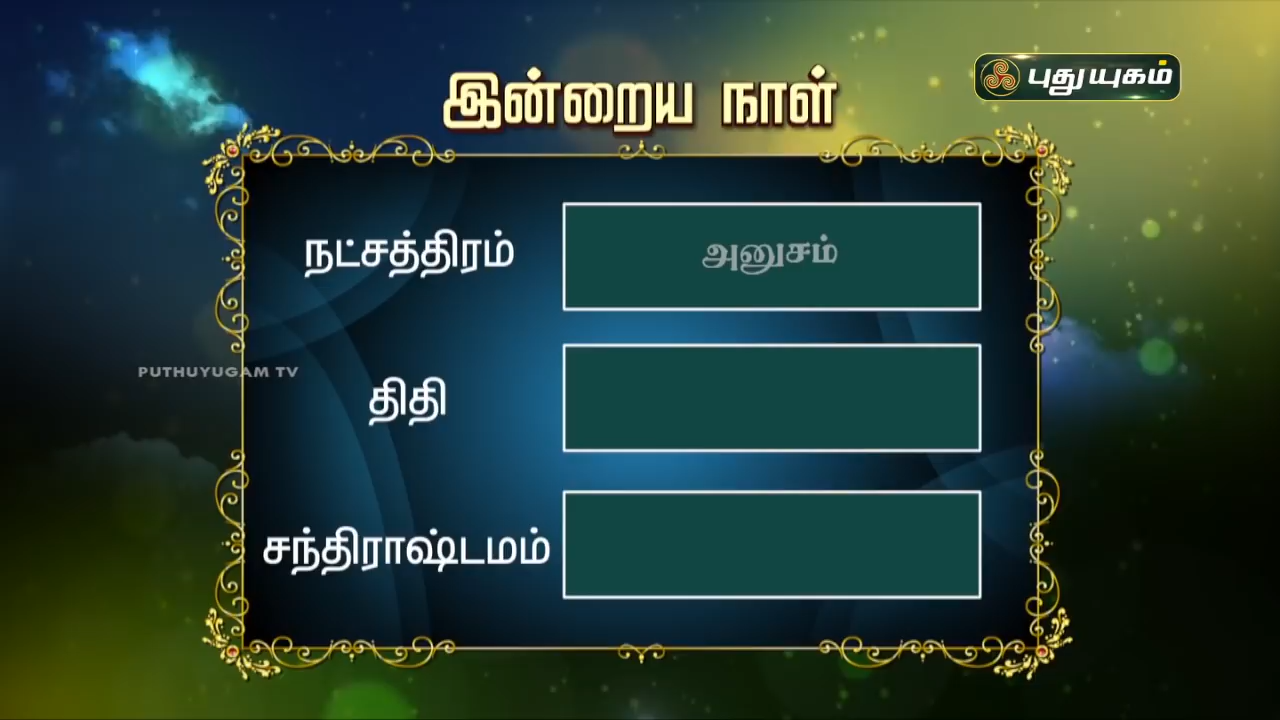 இன்றைய நாள்
புதுயுகம்
நட்சத்திரம் அனுசம்
PUTHUYUGAM TV
திதி
சந்திராஷ்டமம்